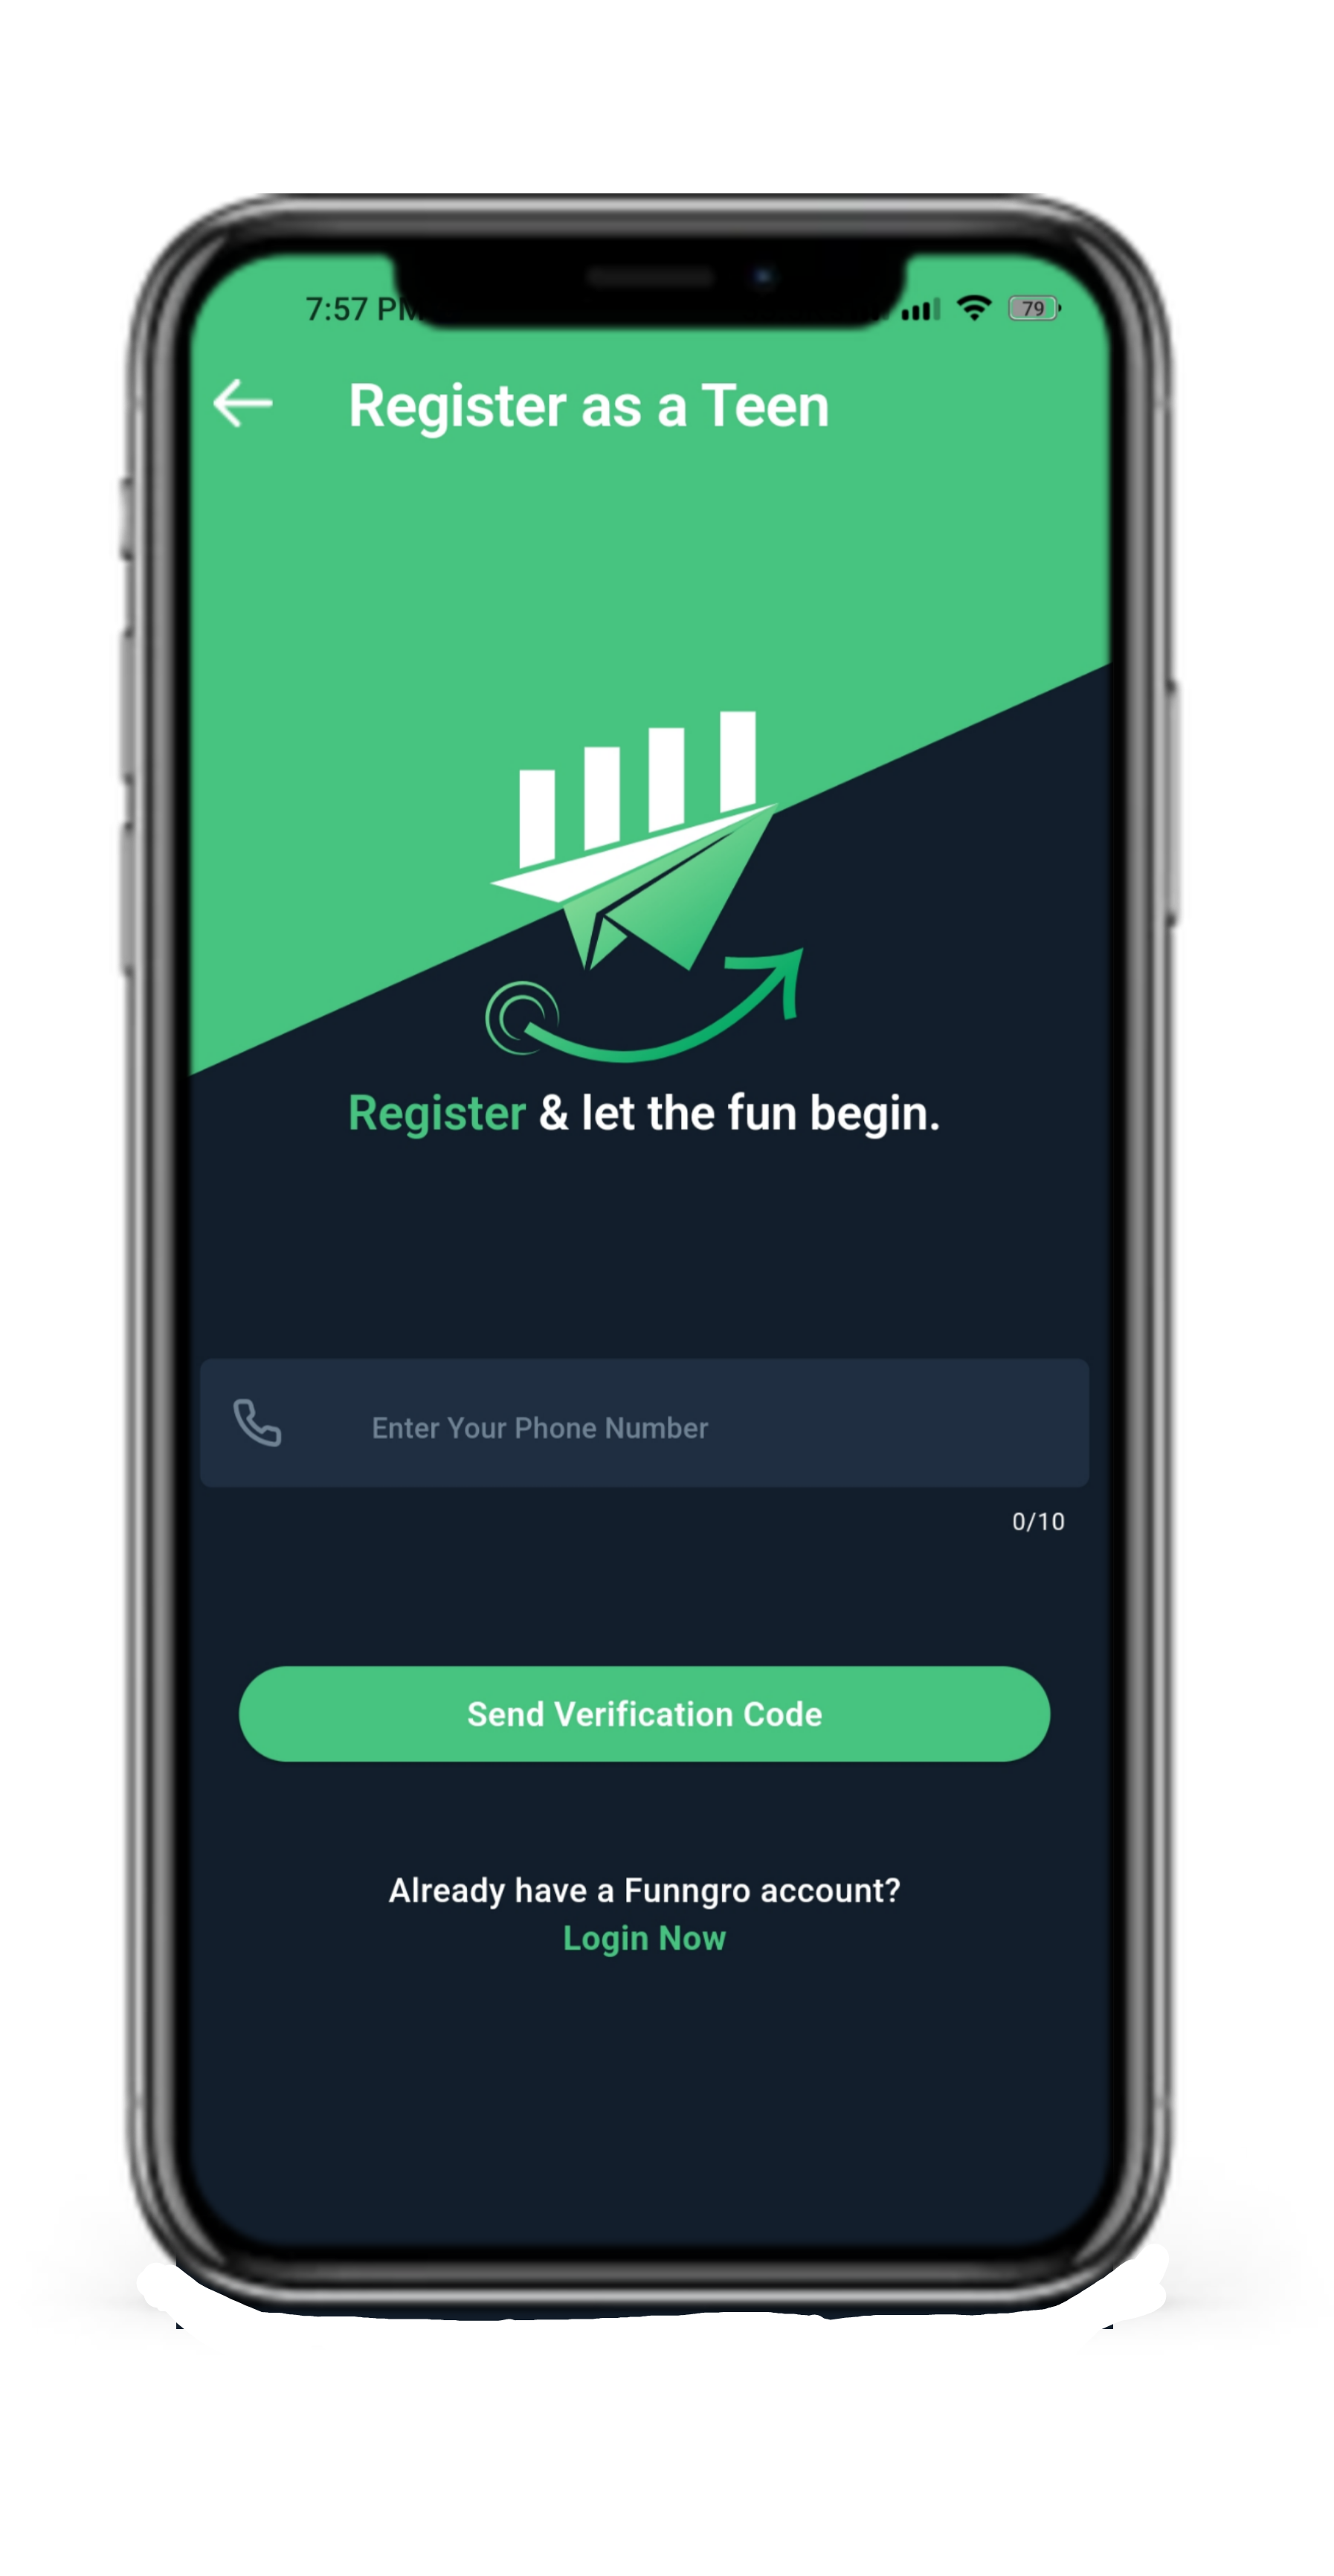 7:57 PM
79
Register as a Teen
Register & let the fun begin.
Enter Your Phone Number
0/10
Send Verification Code
Already have a Funngro account?
Login Now